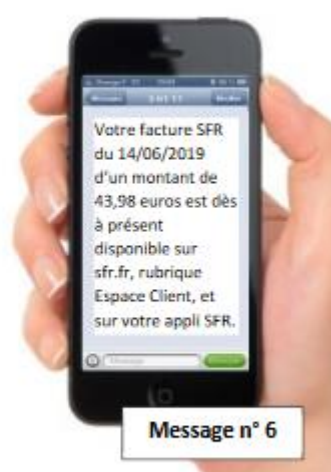 Votre facture SFR
du 14/06/2019
d'un montant de
43,98 euros est dès
à présent
disponible sur
sfr.fr, rubrique
Espace Client, et
sur votre appli SFR.
Message n° 6